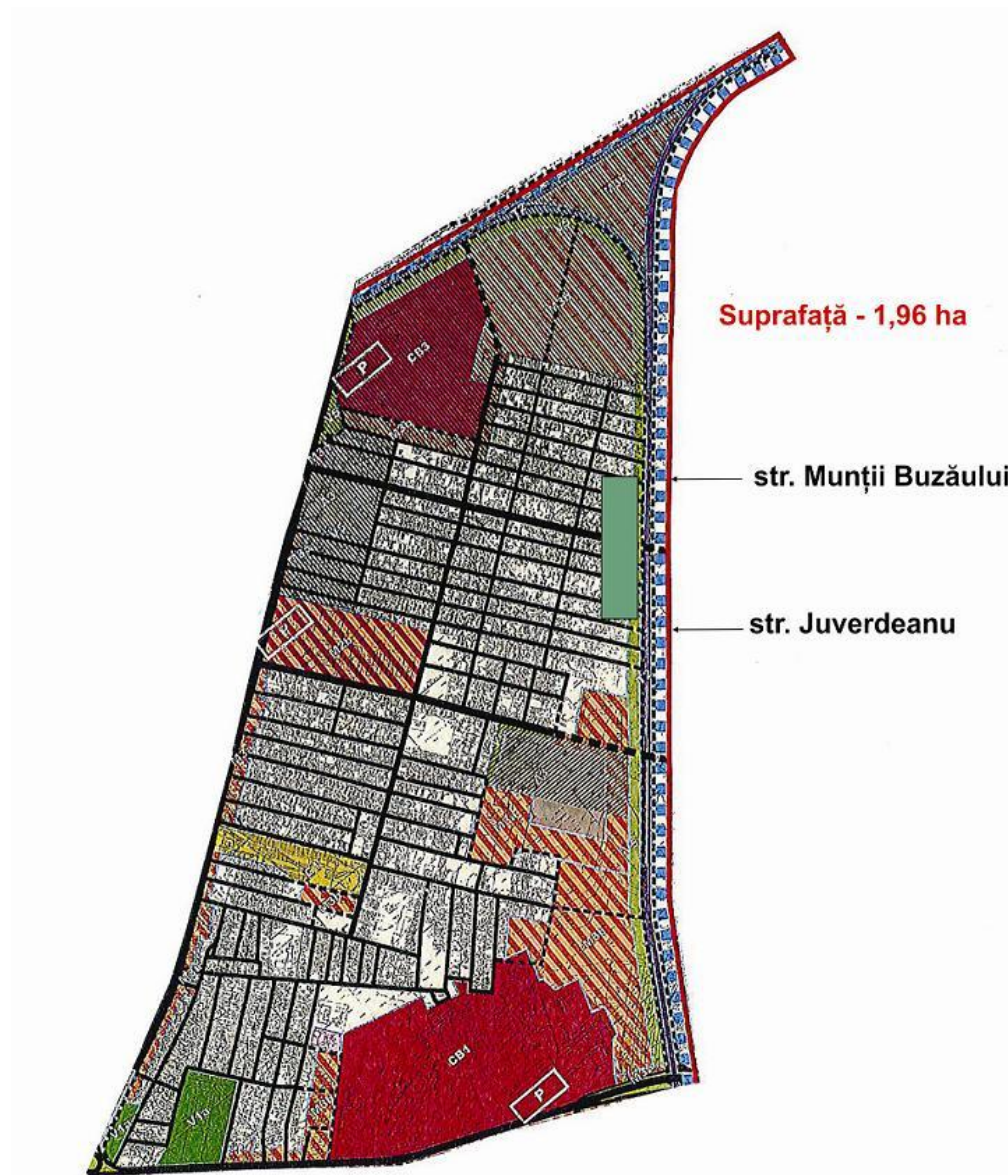 Suprafață - 1,96 ha
CB3
P
str. Munții Buzăului
str. Juverdeanu
P
CB1
P
V1a